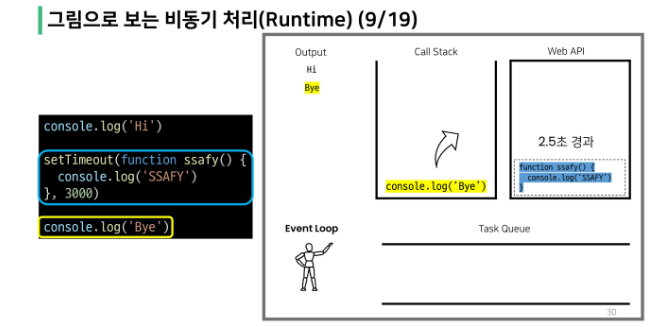 그림으로 보는 비동기 처리(Runtime) (9/19)
Output
Call Stack
Web API
Hi
Bye
console.log('Hi')
setTimeout(function ssafy() {
console.log('SSAFY')
}, 3000)
console.log('Bye')
console.log('Bye')
2.5초 경과
function ssafy() {
console.log('SSAFY')
}
Event Loop
Task Queue
30